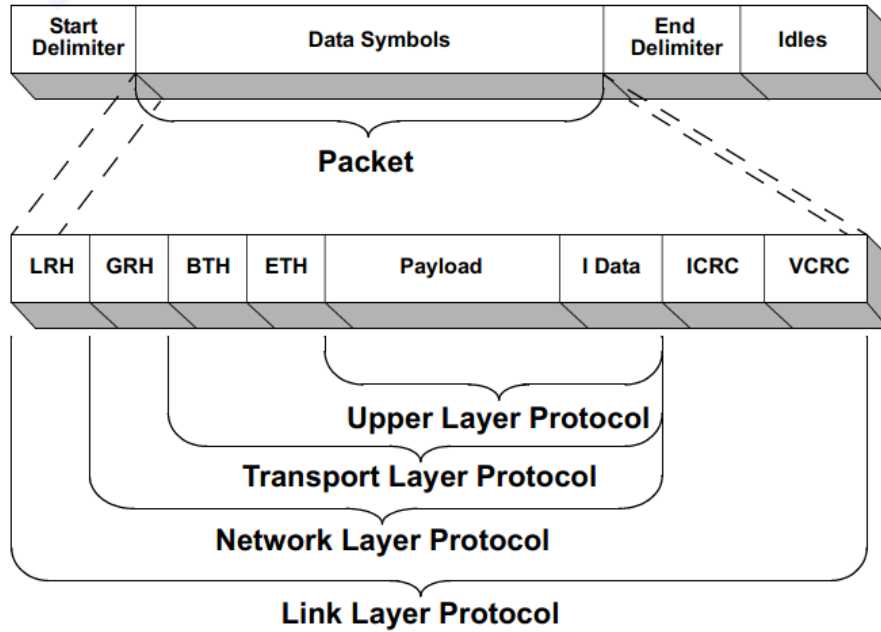 Start Delimiter
Data Symbols
End Delimiter
Idles
Packet
LRH
GRH
BTH
ETH
Payload
I Data
ICRC
VCRC
Upper Layer Protocol
Transport Layer Protocol
Network Layer Protocol
Link Layer Protocol